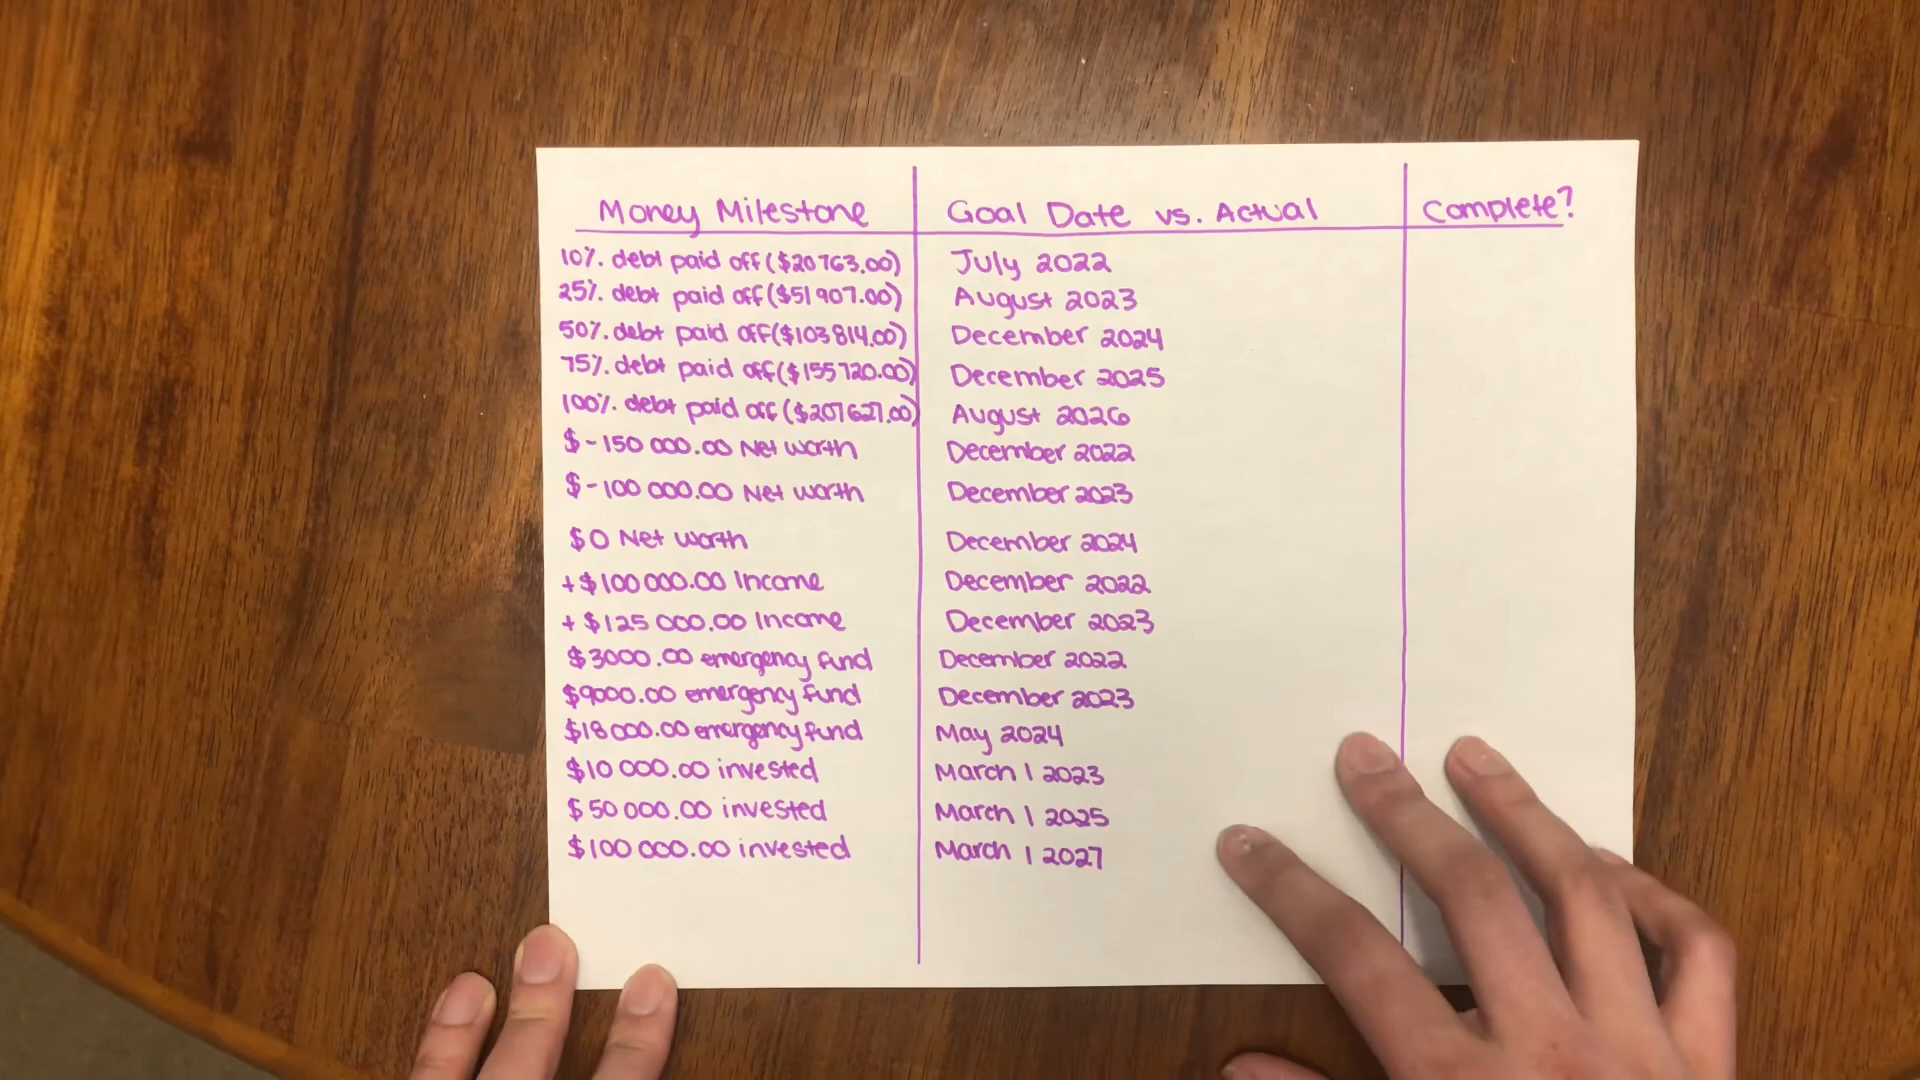 Money Milestone Goal Date vs. Actual Complete?
10%. debt paid off ($20763.00) July 2022
25%. debt paid off ($51907.00) August 2023
50%. debt paid off ($103814.00) December 2024
75%. debt paid off ($155720.00) December 2025
100%. debt paid off ($207627.00) August 2026
$-150 000.00 Net worth December 2022
$-100 000.00 Net worth December 2023
$0 Net worth December 2024
+$100 000.00 Income December 2022
+ $125 000.00 Income December 2023
$3000.00 emergency fund December 2022
$9000.00 emergency fund December 2023
$18 000.00 emergency fund May 2024
$10 000.00 invested March 1 2023
$50 000.00 invested March 1 2025
$100 000.00 invested March 1 2027